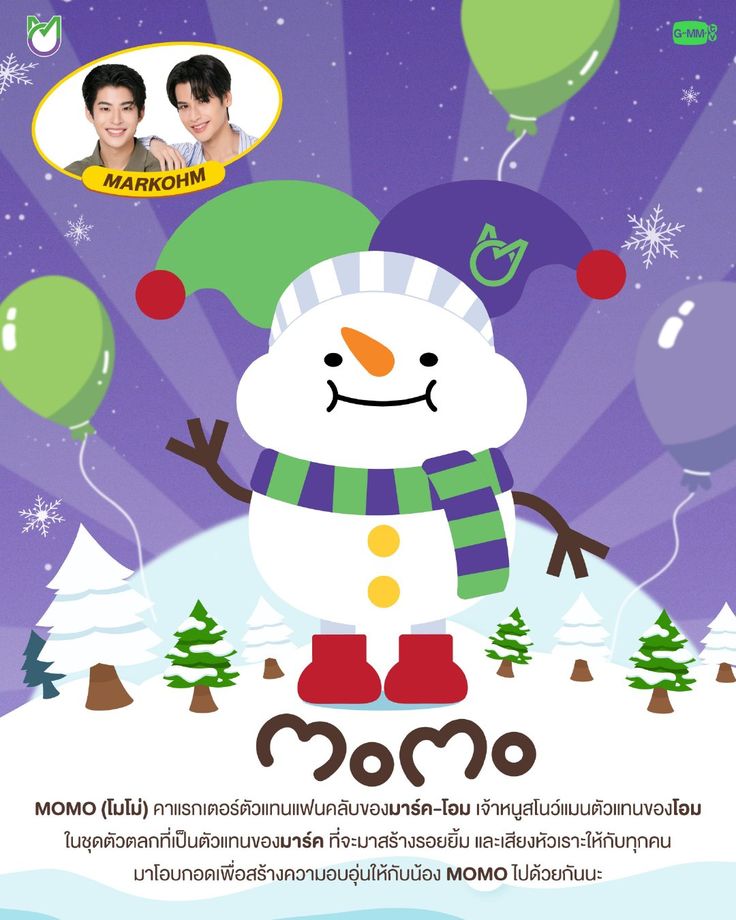 GMMTV
MARKOHM
MOMO
MOMO (โมโม่) คาแรกเตอร์ตัวแทนแฟนคลับของมาร์ค-โอม เจ้าหนูสโนว์แมนตัวแทนของโอม
ในชุดตัวตลกที่เป็นตัวแทนของมาร์ค ที่จะมาสร้างรอยยิ้ม และเสียงหัวเราะให้กับทุกคน
มาโอบกอดเพื่อสร้างความอบอุ่นให้กับน้อง MOMO ไปด้วยกันนะ